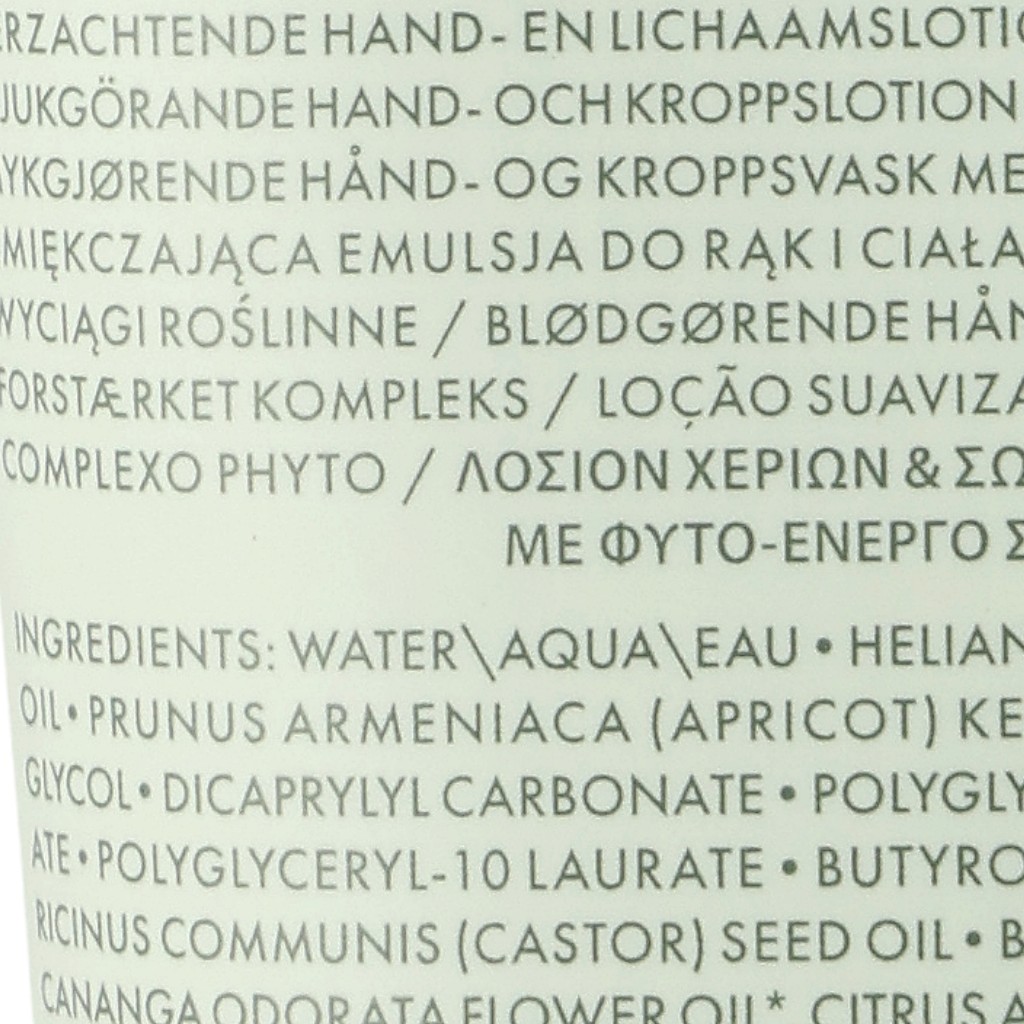 ERZACHTENDE HAND- EN LICHAAMSLOTIO
JUKGÖRANDE HAND- OCH KROPPSLOTION
YKGJØRENDE HÅND- OG KROPPSVASK ME
MIĘKCZAJĄCA EMULSJA DO RĄK I CIAŁA
WYCIĄGI ROŚLINNE / BLØDGØRENDE HÅN
FORSTÆRKET KOMPLEKS / LOÇÃO SUAVIZA
COMPLEXO PHYTO / ΛΟΣΙΟΝ ΧΕΡΙΩΝ & ΣΩ
ΜΕ ΦΥΤΟ-ΕΝΕΡΓΟ Σ
INGREDIENTS: WATER\AQUA\EAU • HELIAN
OIL • PRUNUS ARMENIACA (APRICOT) KE
GLYCOL • DICAPRYLYL CARBONATE • POLYGLY
ATE • POLYGLYCERYL-10 LAURATE • BUTYRO
RICINUS COMMUNIS (CASTOR) SEED OIL • B
CANANGA ODORATA FLOWER OIL* CITRUS A